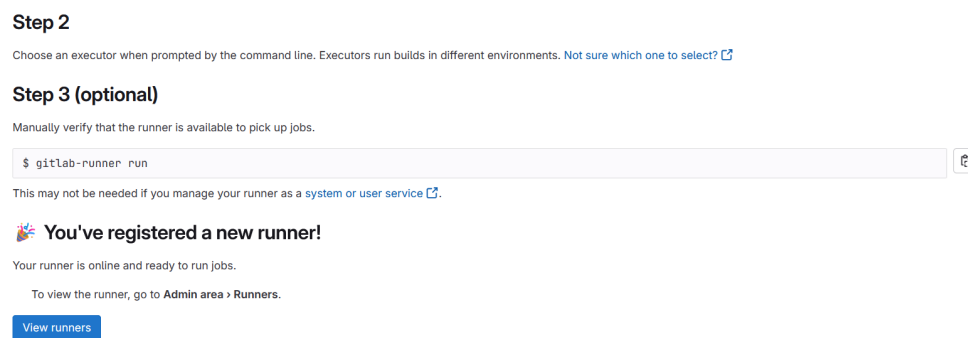 Step 2
Choose an executor when prompted by the command line. Executors run builds in different environments. Not sure which one to select?
Step 3 (optional)
Manually verify that the runner is available to pick up jobs.
$ gitlab-runner run
This may not be needed if you manage your runner as a system or user service.
You've registered a new runner!
Your runner is online and ready to run jobs.
To view the runner, go to Admin area › Runners.
View runners